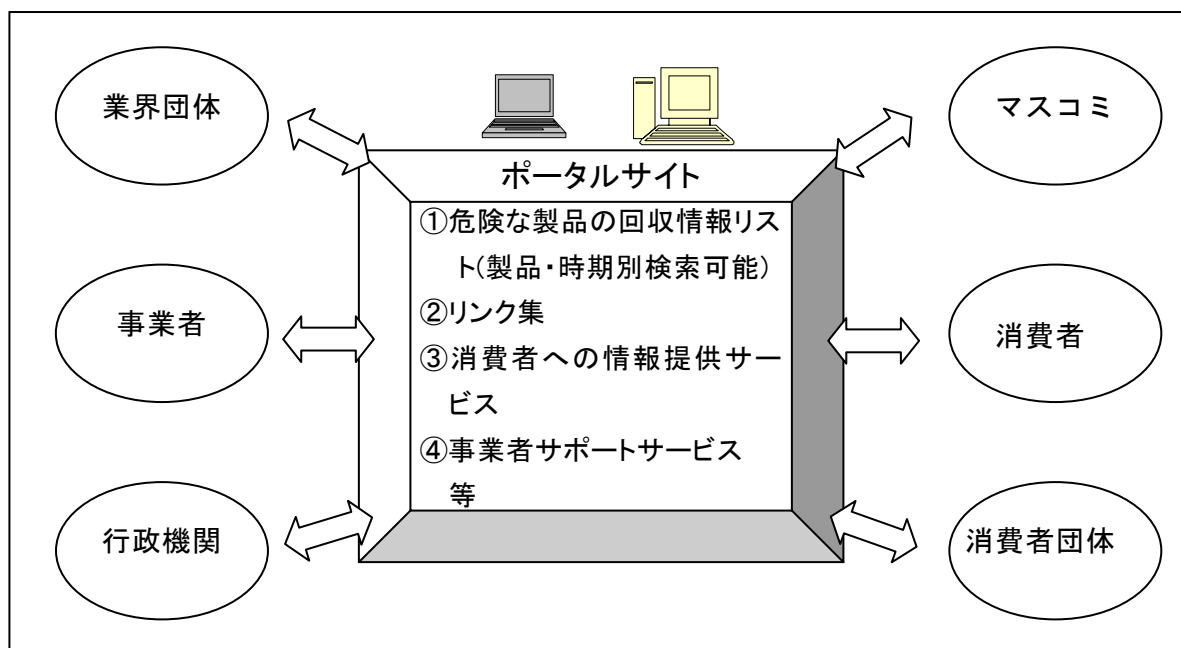 業界団体
事業者
行政機関
ポータルサイト
①危険な製品の回収情報リス
ト(製品・時期別検索可能)
②リンク集
③消費者への情報提供サー
ビス
④事業者サポートサービス
等
マスコミ
消費者
消費者団体